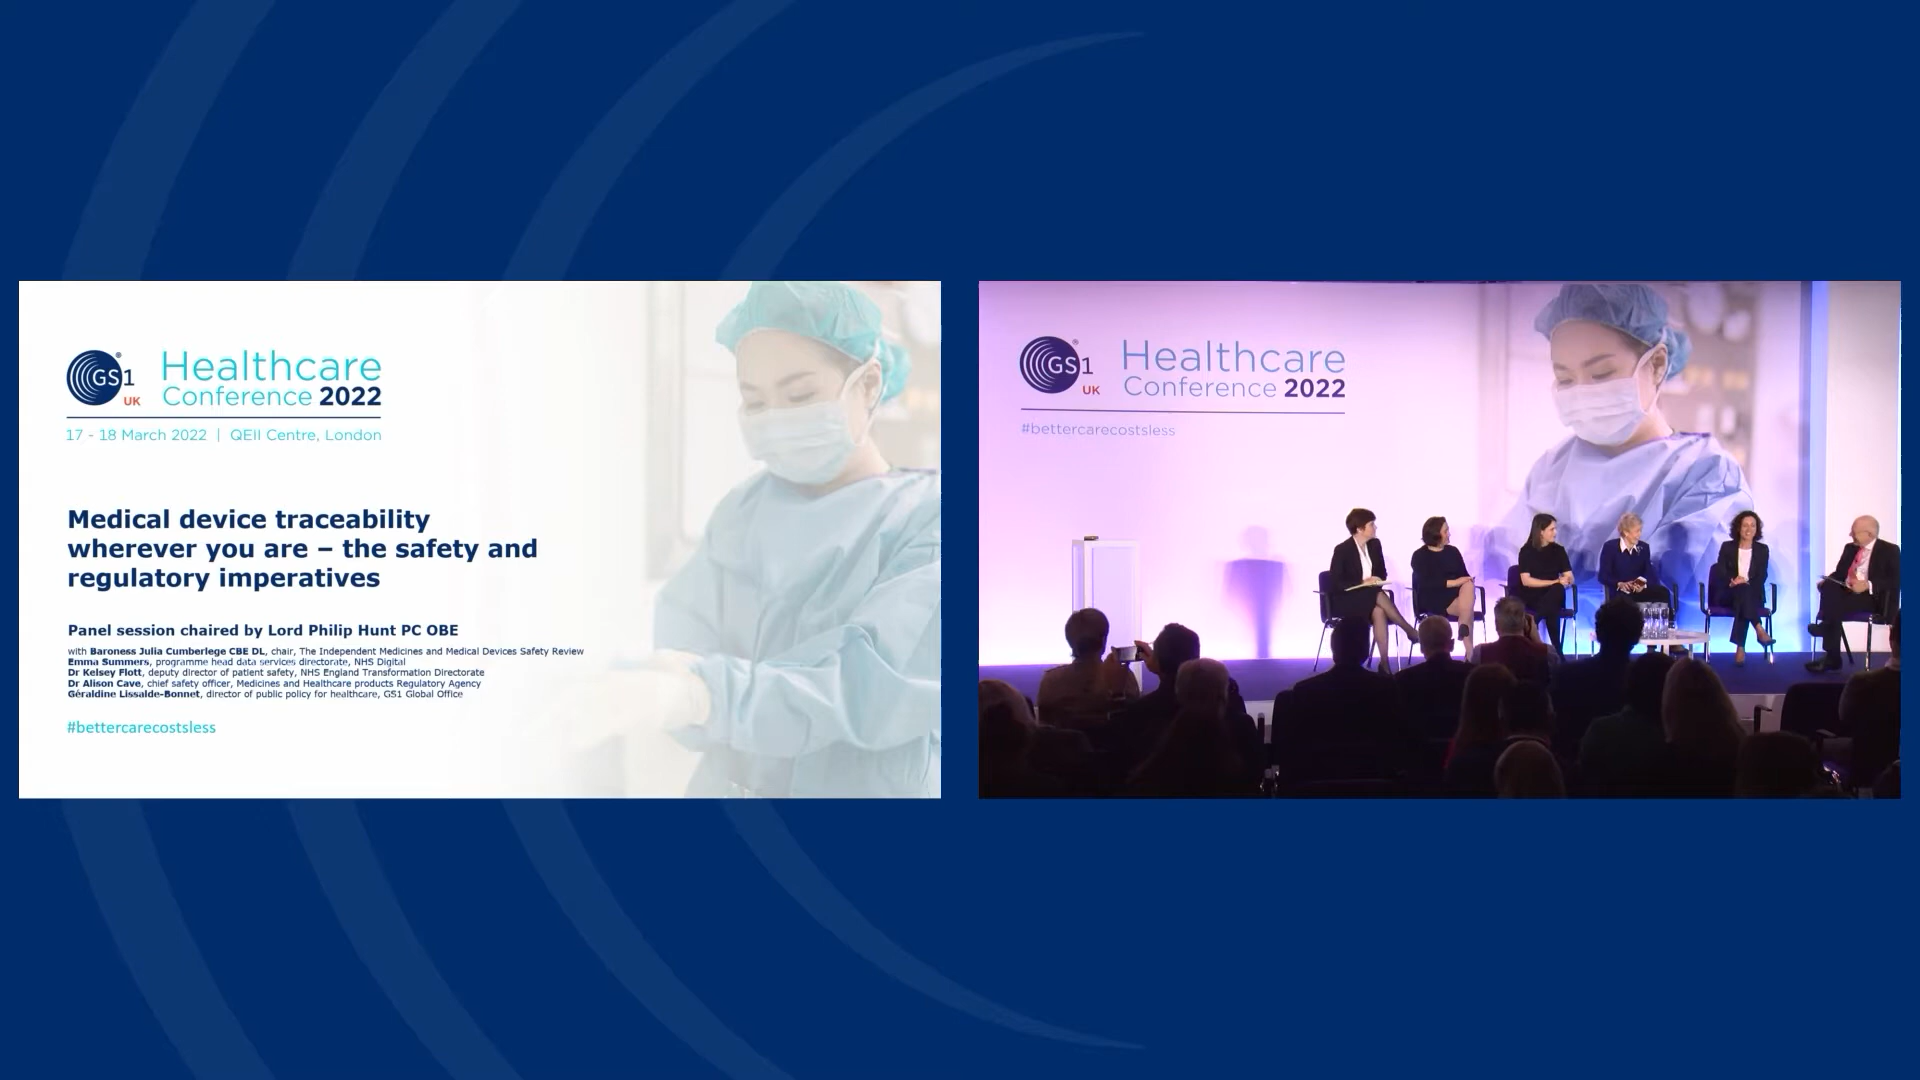 GS1
UK
Healthcare
Conference 2022
17 - 18 March 2022 | QEII Centre, London
Medical device traceability
wherever you are – the safety and
regulatory imperatives
Panel session chaired by Lord Philip Hunt PC OBE
with Baroness Julia Cumberlege CBE DL, chair, The Independent Medicines and Medical Devices Safety Review
Emma Summers, programme head data services directorate, NHS Digital
Dr Kelsey Flott, deputy director of patient safety, NHS England Transformation Directorate
Dr Alison Cave, chief safety officer, Medicines and Healthcare products Regulatory Agency
Géraldine Lissalde-Bonnet, director of public policy for healthcare, GS1 Global Office
#bettercarecostsless
GS1
UK
Healthcare
Conference 2022
#bettercarecostsless